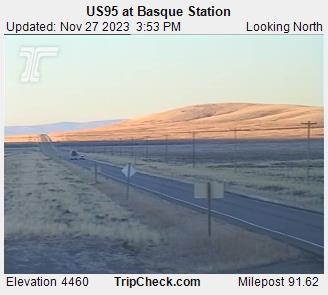 US95 at Basque Station
Updated: Nov 27 2023 3:53 PM Looking North
Elevation 4460 TripCheck.com Milepost 91.62